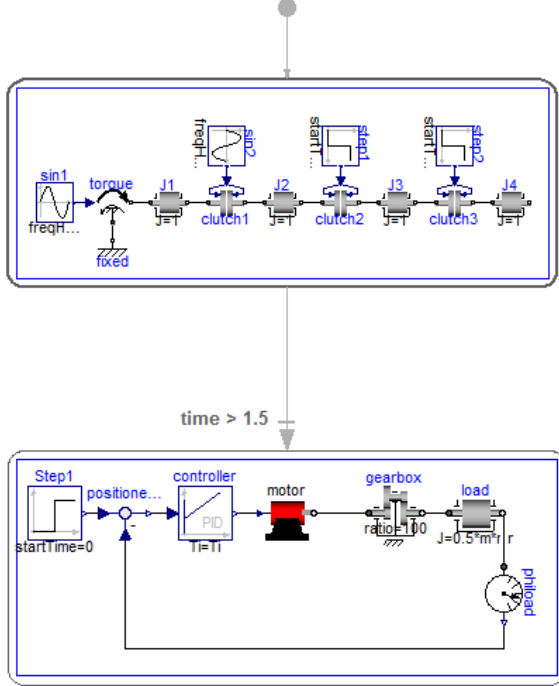 freqH...
sin2
startT...
step1
startT...
step2
sin1
torque
J1
J2
J3
J4
freqH...
J=1
clutch1
J=1
clutch2
J=1
clutch3
J=1
fixed
time > 1.5
Step1
positione...
controller
motor
gearbox
load
PID
startTime=0
Ti=Ti
ratio=100
J=0.5*m*r r
phiload